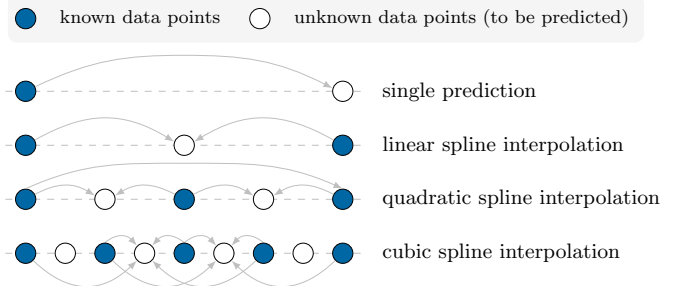 known data points unknown data points (to be predicted)
single prediction
linear spline interpolation
quadratic spline interpolation
cubic spline interpolation